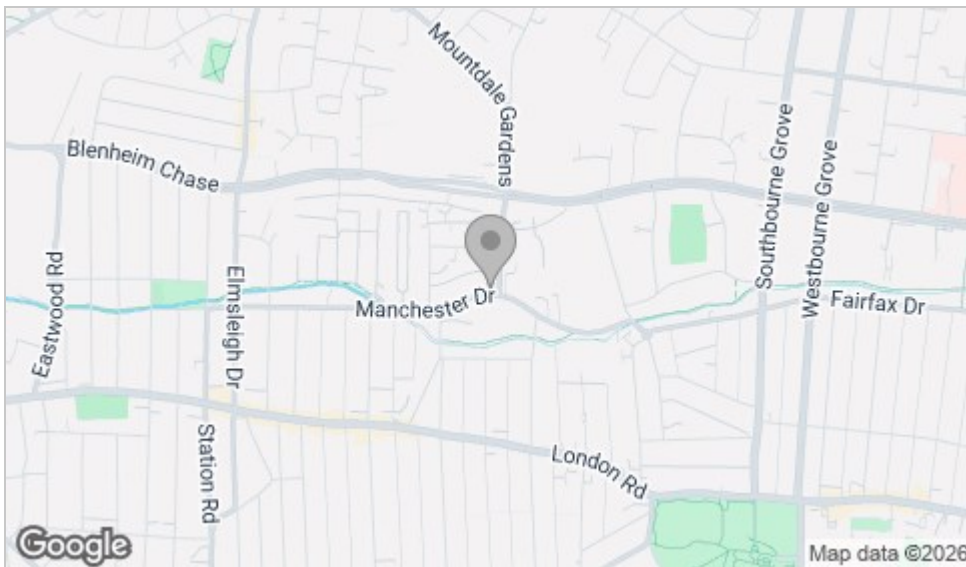 Mountdale Gardens
Blenheim Chase
Southbourne Grove
Westbourne Grove
Eastwood Rd
Elmsleigh Dr
Manchester Dr
Fairfax Dr
Station Rd
London Rd
Google
Map data ©2026